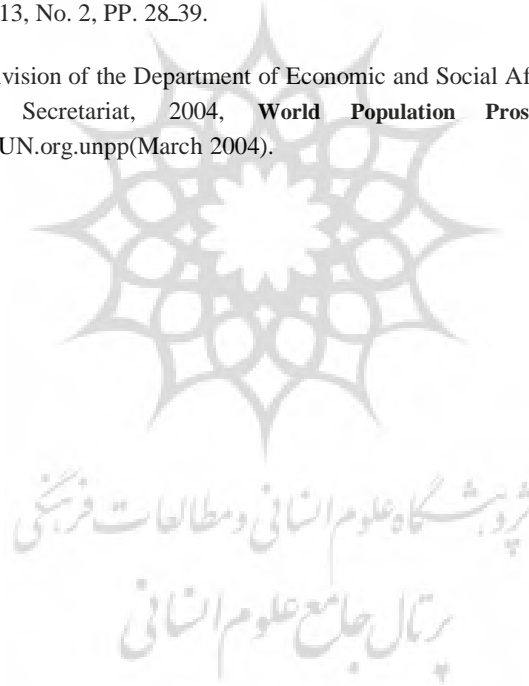 13, No. 2, PP. 28_39.
vision of the Department of Economic and Social Af
Secretariat, 2004, World Population Pros
UN.org.unpp(March 2004).
پژوهشگاه علوم انسانی و مطالعات فرهنگی
پرتال جامع علوم انسانی